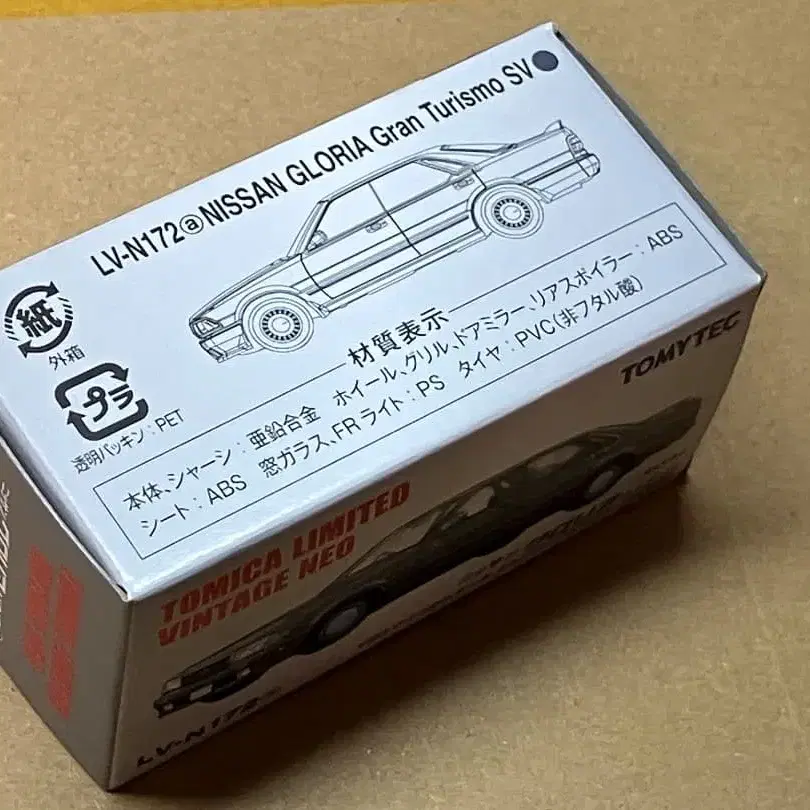 LV-N172ⓐ NISSAN GLORIA Gran Turismo SV
紙
外箱
プラ
透明パッキン：PET
材質表示
本体、シャーシ：亜鉛合金 ホイール、グリル、ドアミラー、リアスポイラー：ABS
シート：ABS 窓ガラス、FRライト：PS タイヤ：PVC（非フタル酸）
TOMYTEC
TOMICA LIMITED
VINTAGE NEO
LV-N172